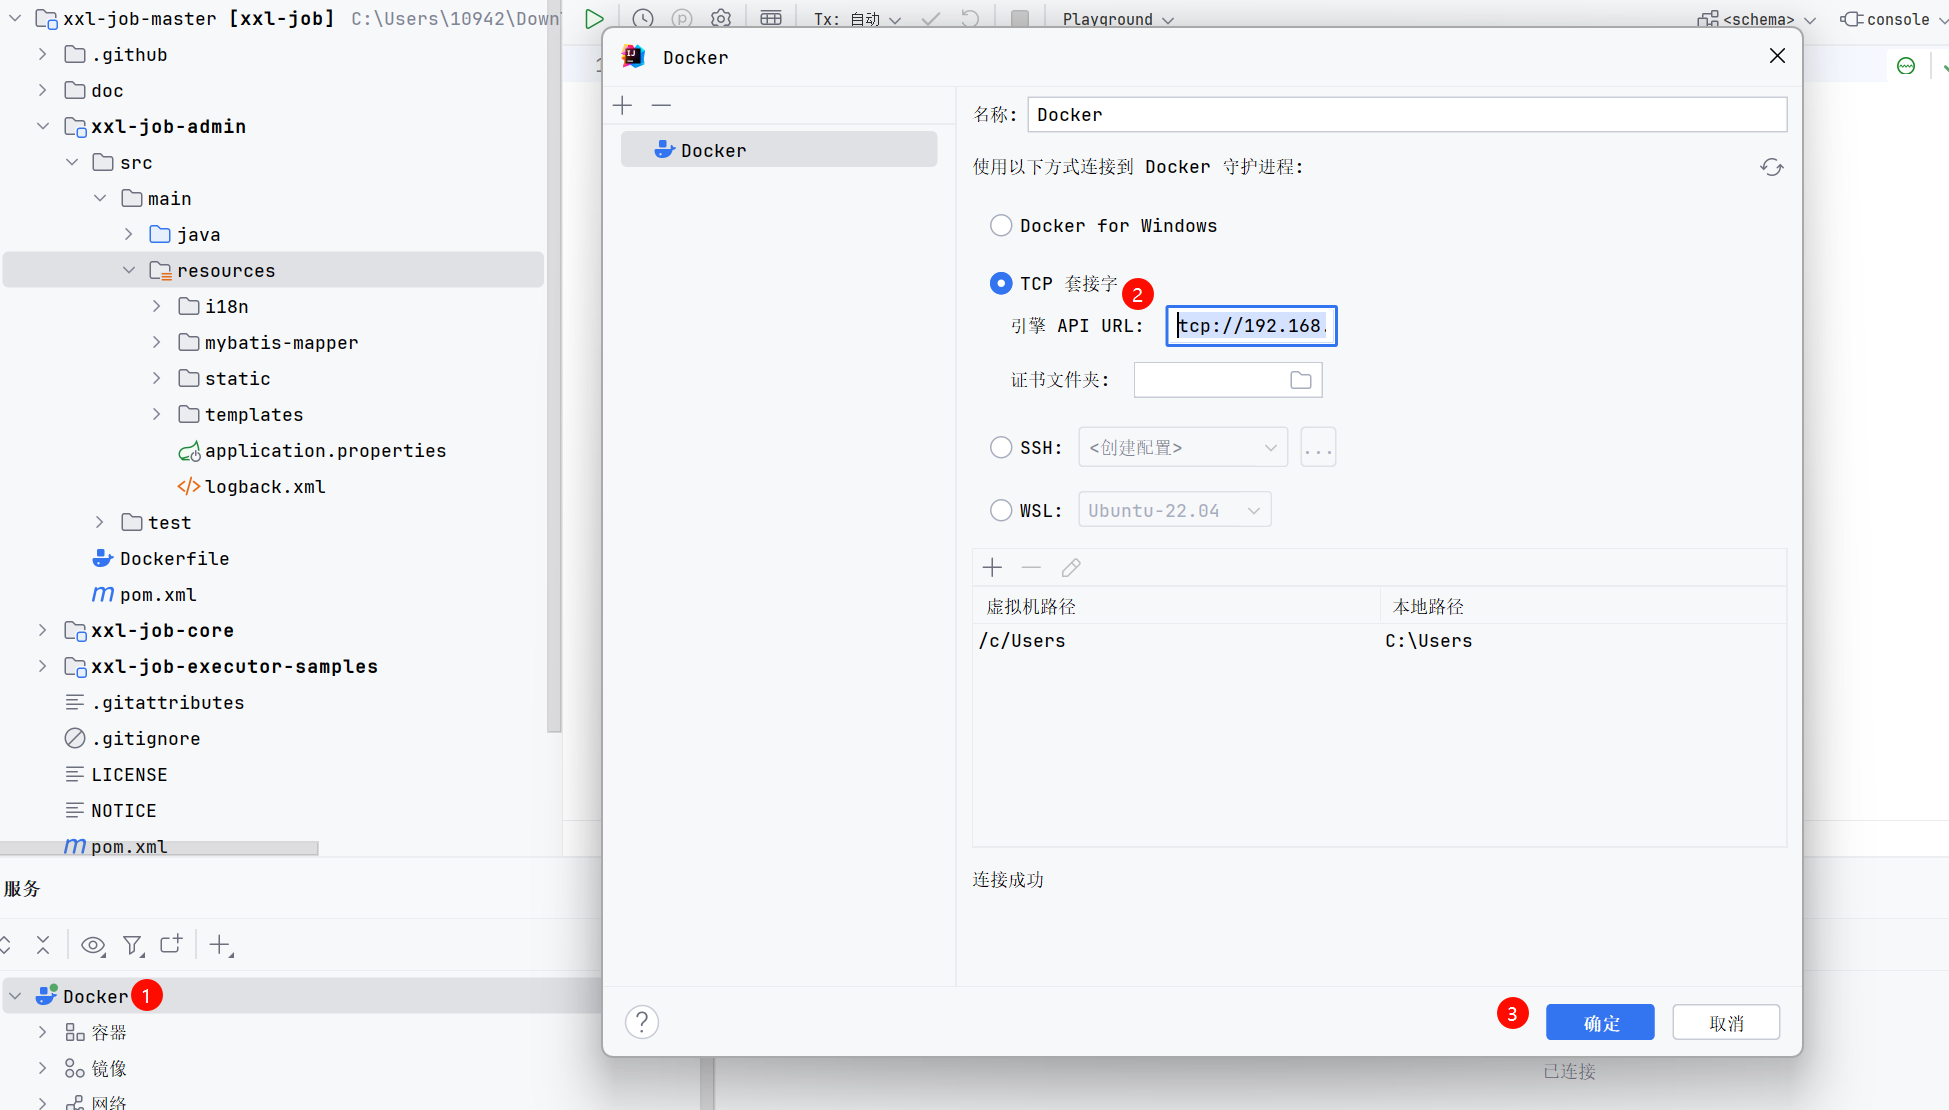 xxl-job-master [xxl-job] C:\Users\10942\Down
Tx: 自动
Playground
<schema>
console
.github
doc
xxl-job-admin
src
main
java
resources
i18n
mybatis-mapper
static
templates
application.properties
logback.xml
test
Dockerfile
pom.xml
xxl-job-core
xxl-job-executor-samples
.gitattributes
.gitignore
LICENSE
NOTICE
pom.xml
服务
Docker 1
容器
镜像
网络
1
Docker
Docker
名称: Docker
使用以下方式连接到 Docker 守护进程:
Docker for Windows
TCP 套接字 2
引擎 API URL: tcp://192.168.
证书文件夹:
SSH: <创建配置> ...
WSL: Ubuntu-22.04
虚拟机路径 本地路径
/c/Users C:\Users
连接成功
? 3 确定 取消
已连接